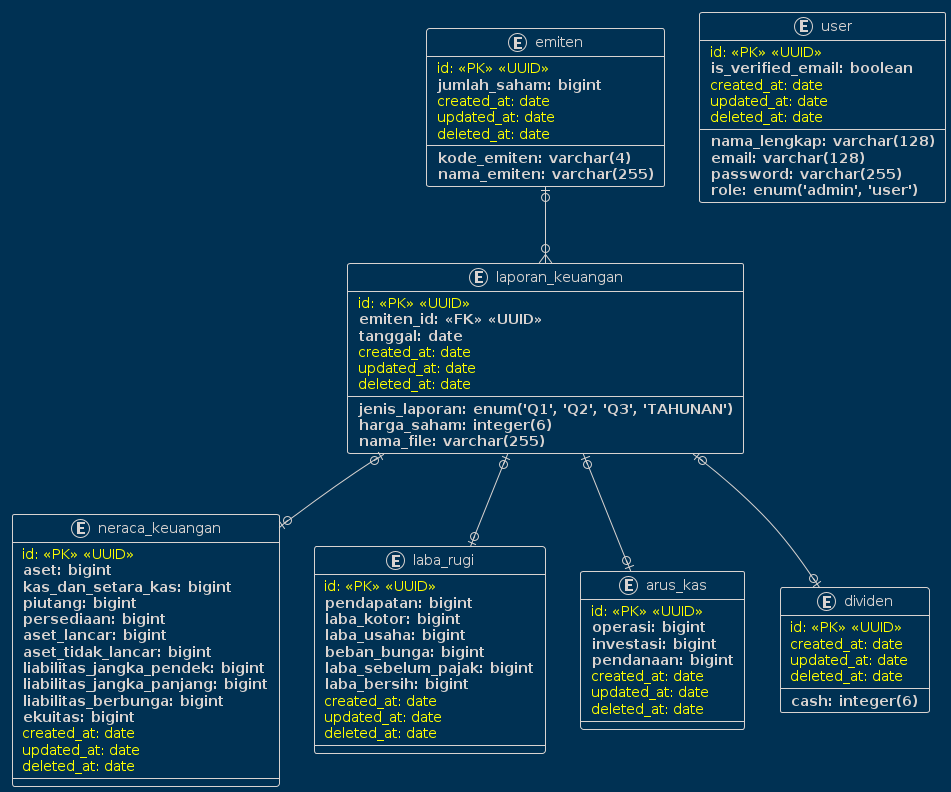 E emiten
id: «PK» «UUID»
jumlah_saham: bigint
created_at: date
updated_at: date
deleted_at: date
kode_emiten: varchar(4)
nama_emiten: varchar(255)
E user
id: «PK» «UUID»
is_verified_email: boolean
created_at: date
updated_at: date
deleted_at: date
nama_lengkap: varchar(128)
email: varchar(128)
password: varchar(255)
role: enum('admin', 'user')
E laporan_keuangan
id: «PK» «UUID»
emiten_id: «FK» «UUID»
tanggal: date
created_at: date
updated_at: date
deleted_at: date
jenis_laporan: enum('Q1', 'Q2', 'Q3', 'TAHUNAN')
harga_saham: integer(6)
nama_file: varchar(255)
E neraca_keuangan
id: «PK» «UUID»
aset: bigint
kas_dan_setara_kas: bigint
piutang: bigint
persediaan: bigint
aset_lancar: bigint
aset_tidak_lancar: bigint
liabilitas_jangka_pendek: bigint
liabilitas_jangka_panjang: bigint
liabilitas_berbunga: bigint
ekuitas: bigint
created_at: date
updated_at: date
deleted_at: date
E laba_rugi
id: «PK» «UUID»
pendapatan: bigint
laba_kotor: bigint
laba_usaha: bigint
beban_bunga: bigint
laba_sebelum_pajak: bigint
laba_bersih: bigint
created_at: date
updated_at: date
deleted_at: date
E arus_kas
id: «PK» «UUID»
operasi: bigint
investasi: bigint
pendanaan: bigint
created_at: date
updated_at: date
deleted_at: date
E dividen
id: «PK» «UUID»
created_at: date
updated_at: date
deleted_at: date
cash: integer(6)